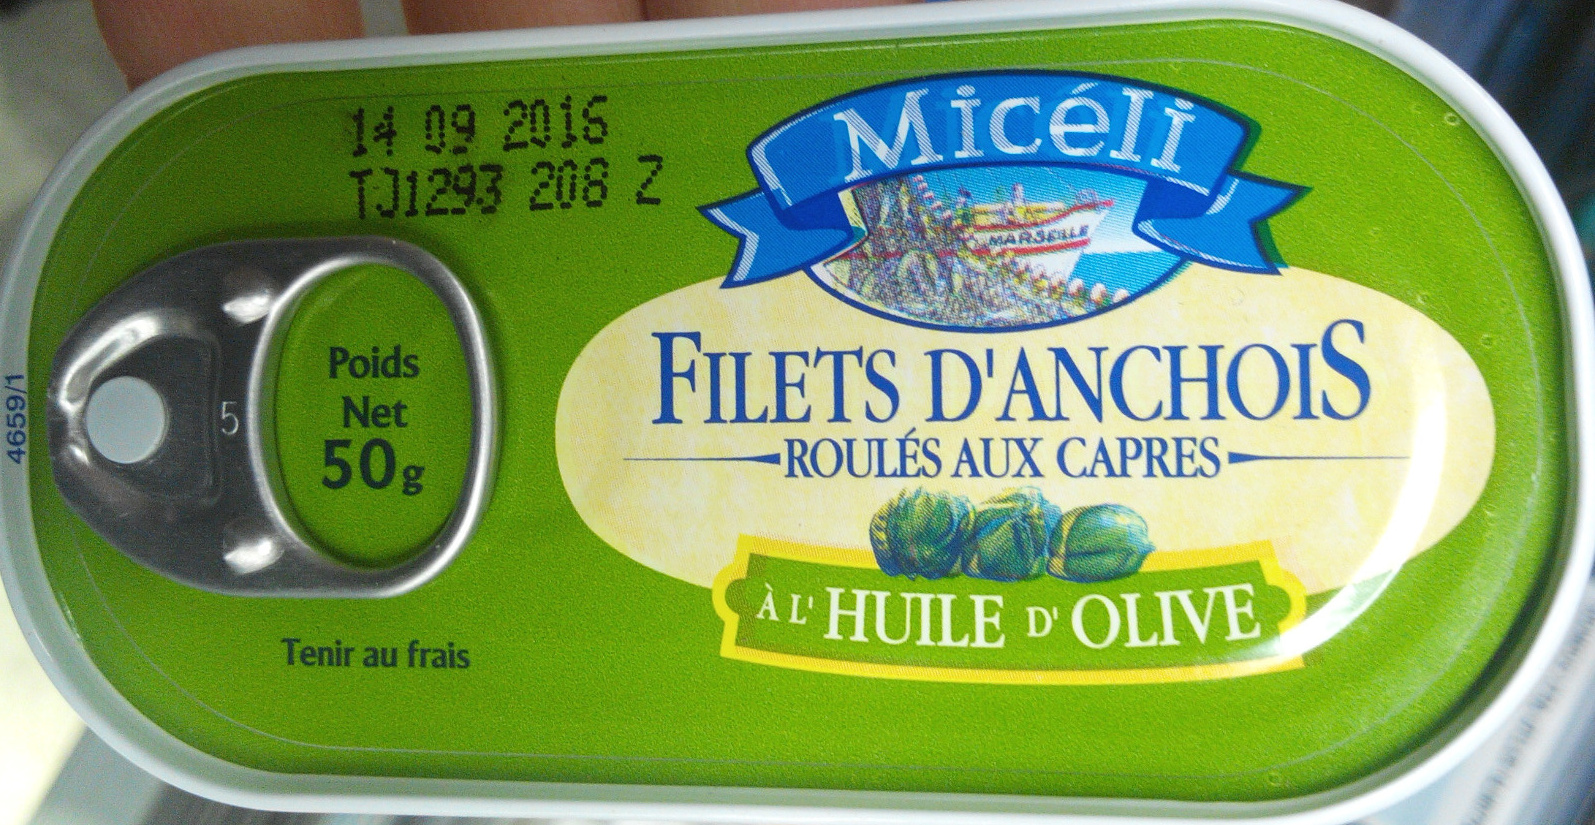 14 09 2016
TJ1293 208 Z
Micéli
MARSEILLE
FILETS D'ANCHOIS
ROULÉS AUX CAPRES
À L'HUILE D'OLIVE
Poids
Net
50g
5
Tenir au frais
4659/1